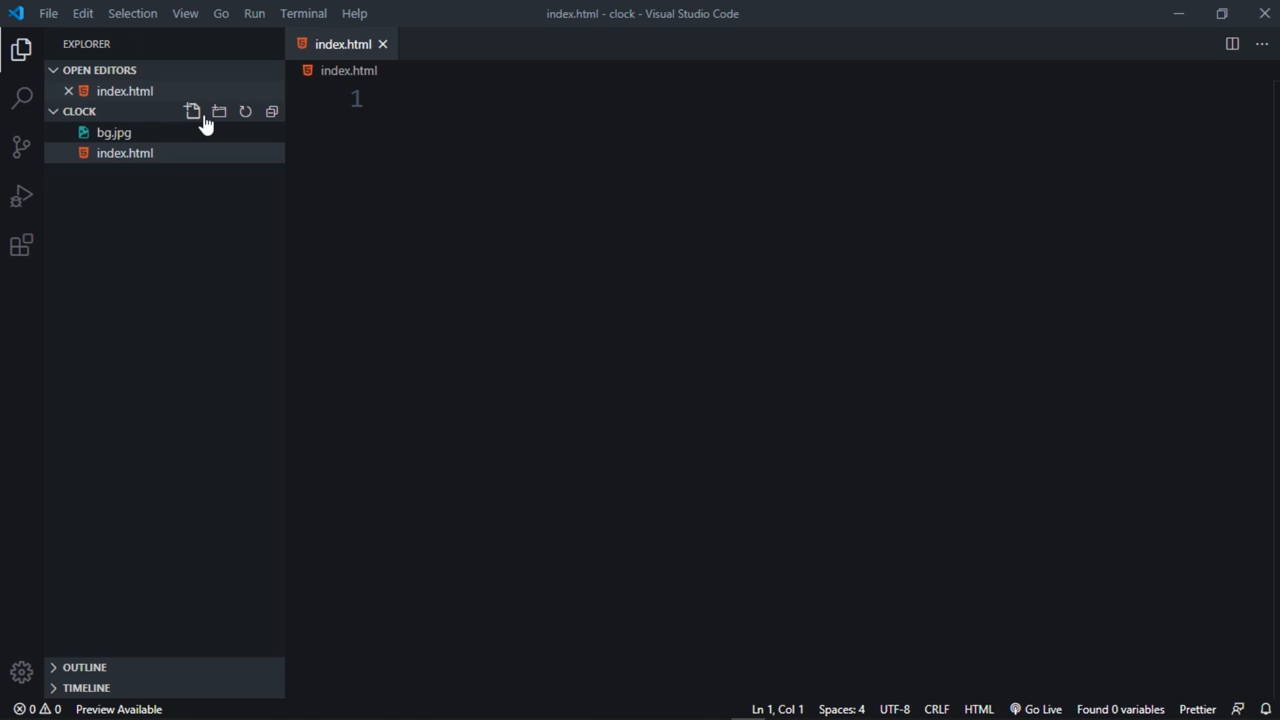 File Edit Selection View Go Run Terminal Help index.html - clock - Visual Studio Code
EXPLORER
index.html
OPEN EDITORS
index.html
index.html
1
CLOCK
bg.jpg
index.html
OUTLINE
TIMELINE
0 0 Preview Available Ln 1, Col 1 Spaces: 4 UTF-8 CRLF HTML Go Live Found 0 variables Prettier